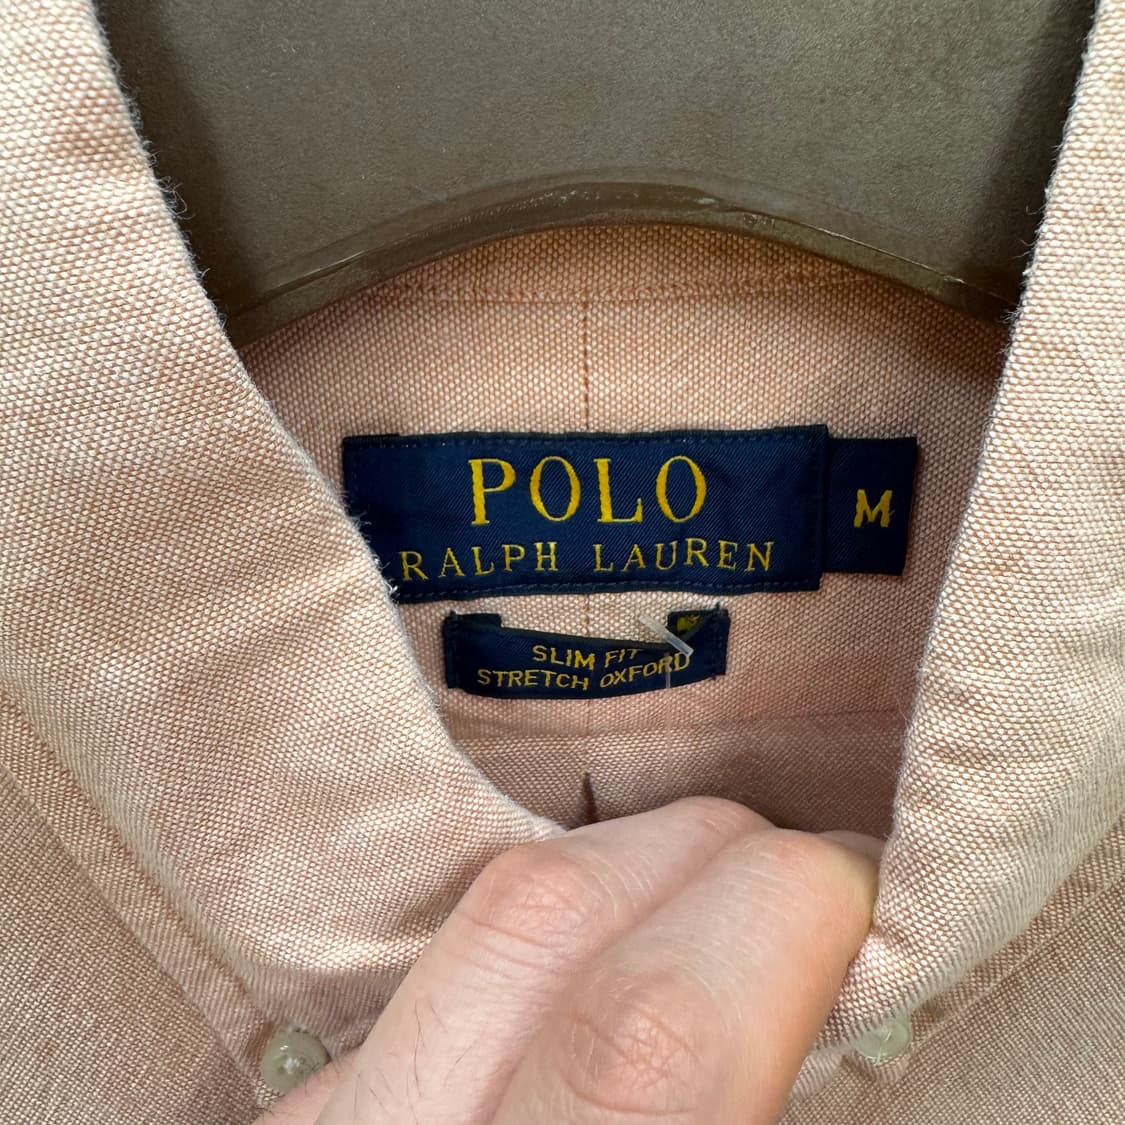 POLO
RALPH LAUREN
M
SLIM FIT
STRETCH OXFORD